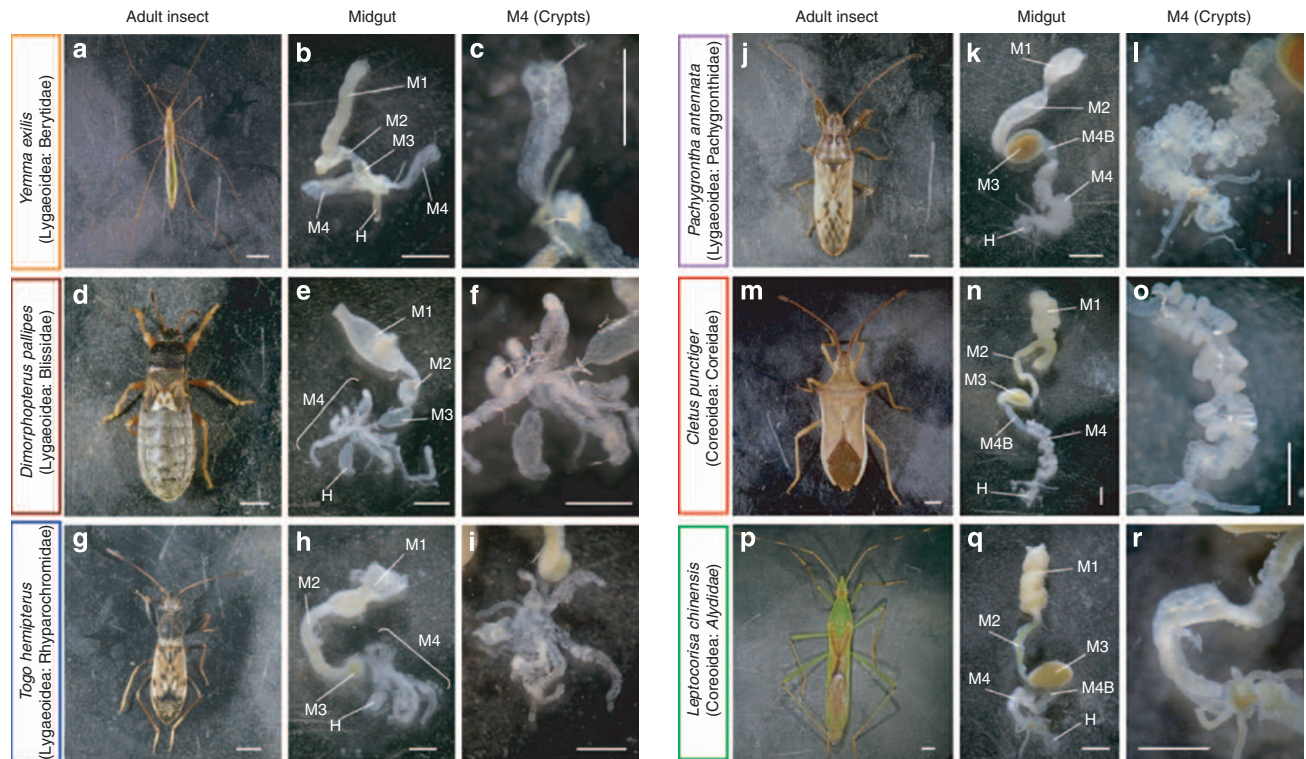 Adult insect Midgut M4 (Crypts)
Yemma exilis
(Lygaeoidea: Berytidae)
a
b
M1
M2
M3
M4
M4
H
c
Dimorphopterus pallipes
(Lygaeoidea: Blissidae)
d
e
M1
M2
M4
M3
H
f
Togo hemipterus
(Lygaeoidea: Rhyparochromidae)
g
h
M1
M2
M4
M3
H
i
Adult insect Midgut M4 (Crypts)
Pachygrontha antennata
(Lygaeoidea: Pachygronthidae)
j
k
M1
M2
M4B
M3
M4
H
l
Cletus punctiger
(Coreoidea: Coreidae)
m
n
M1
M2
M3
M4
M4B
H
o
Leptocorisa chinensis
(Coreoidea: Alydidae)
p
q
M1
M2
M3
M4
M4B
H
r